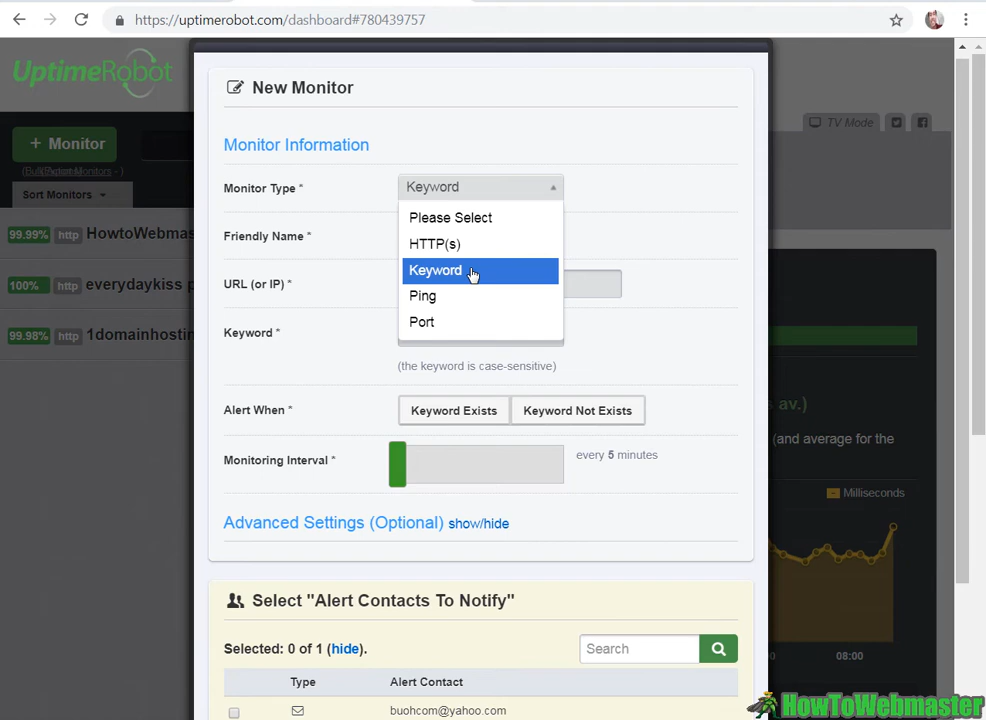 https://uptimerobot.com/dashboard#780439757
UptimeRobot
New Monitor
Monitor Information
+ Monitor
TV Mode
Sort Monitors
Monitor Type *
Keyword
Please Select
HTTP(s)
Keyword
Ping
Port
99.99% http HowtoWebmas
Friendly Name *
100% http everydaykiss p
URL (or IP) *
99.98% http 1domainhostin
Keyword *
(the keyword is case-sensitive)
Alert When *
Keyword Exists
Keyword Not Exists
s av.)
(and average for the
Monitoring Interval *
every 5 minutes
Milliseconds
Advanced Settings (Optional) show/hide
Select "Alert Contacts To Notify"
Selected: 0 of 1 (hide).
Search
00
08:00
Type
Alert Contact
buohcom@yahoo.com
HowToWebmaster